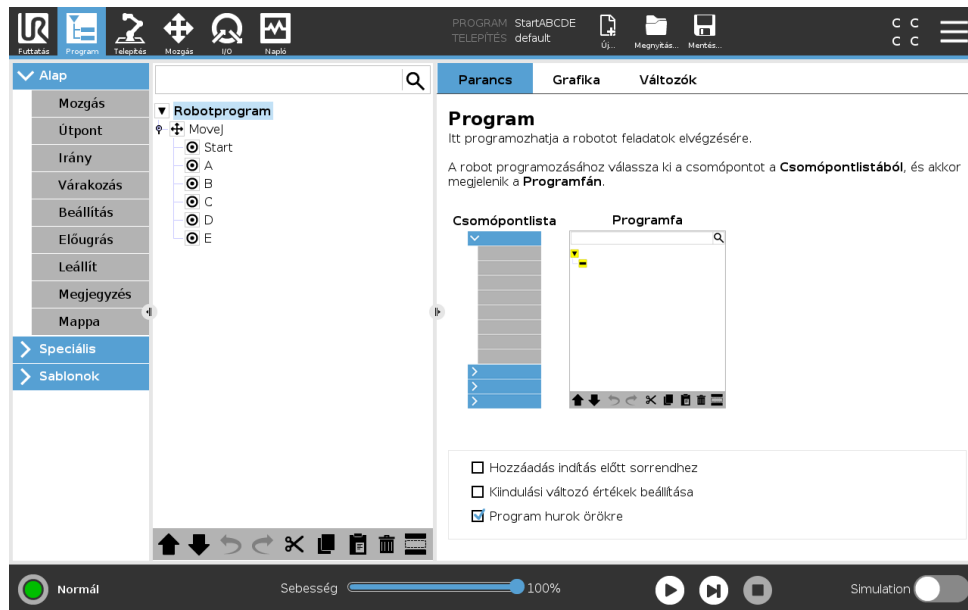 PROGRAM StartABCDE
TELEPÍTÉS default
UR
Futtatás Program Telepítés Mozgás I/O Napló
Új... Megnyitás... Mentés...
C C
C C
Alap
Mozgás
Útpont
Irány
Várakozás
Beállítás
Előugrás
Leállít
Megjegyzés
Mappa
Speciális
Sablonok
Robotprogram
MoveJ
Start
A
B
C
D
E
Parancs Grafika Változók
Program
Itt programozhatja a robotot feladatok elvégzésére.
A robot programozásához válassza ki a csomópontot a Csomópontlistából, és akkor
megjelenik a Programfán.
Csomópontlista Programfa
Hozzáadás indítás előtt sorrendhez
Kiindulási változó értékek beállítása
Program hurok örökre
Normál
Sebesség 100%
Simulation